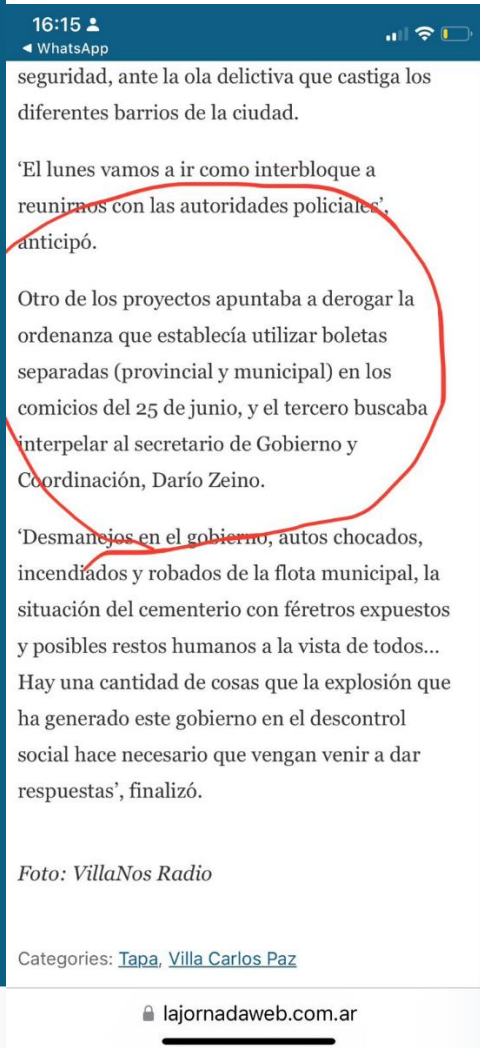 16:15
◀ WhatsApp
seguridad, ante la ola delictiva que castiga los
diferentes barrios de la ciudad.
‘El lunes vamos a ir como interbloque a
reunirnos con las autoridades policiales’,
anticipó.
Otro de los proyectos apuntaba a derogar la
ordenanza que establecía utilizar boletas
separadas (provincial y municipal) en los
comicios del 25 de junio, y el tercero buscaba
interpelar al secretario de Gobierno y
Coordinación, Darío Zeino.
‘Desmanejos en el gobierno, autos chocados,
incendiados y robados de la flota municipal, la
situación del cementerio con féretros expuestos
y posibles restos humanos a la vista de todos...
Hay una cantidad de cosas que la explosión que
ha generado este gobierno en el descontrol
social hace necesario que vengan venir a dar
respuestas’, finalizó.
Foto: VillaNos Radio
Categories: Tapa, Villa Carlos Paz
lajornadaweb.com.ar